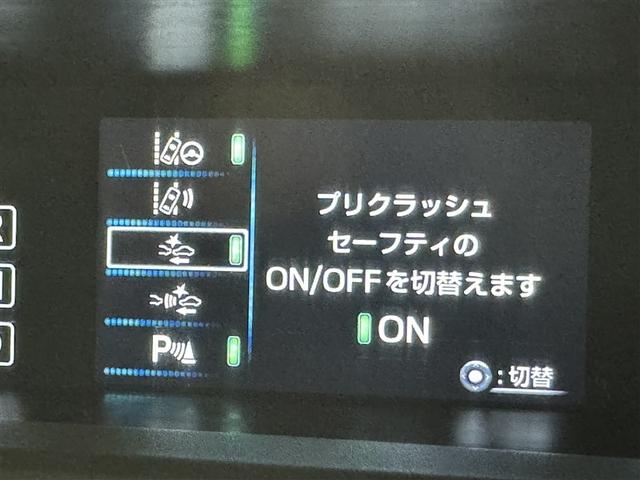 プリクラッシュ
セーフティの
ON/OFFを切替えます
ON
P
:切替